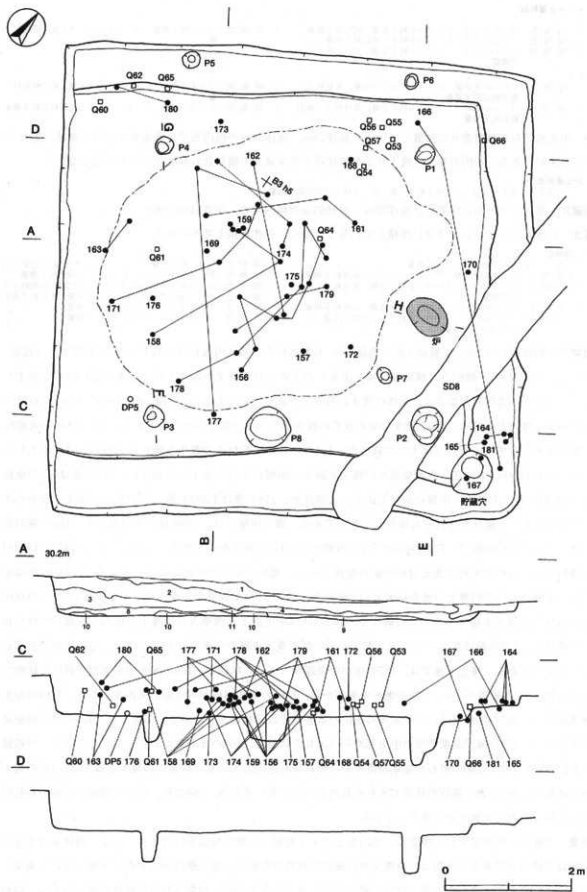 P5
Q62 Q65
P6
Q60
180
D
G
P4
173
162
Q56
Q55
Q57
Q53
168
Q54
166
P1
Q66
B3h5
159
A
163
Q61
169
174
Q64
161
175
179
170
171
176
158
H
炉
156
157
172
178
P7
SD8
DP5
F
C
P3
177
P8
P2
164
165
181
167
貯蔵穴
B
E
A 30.2m
1
2
3
4
7
10
8
10
11
10
9
C
Q62 180 Q65 177 171 178 162 179 161 172 Q56 Q53 167 166 164
Q60 163 DP5 176 Q61 158 169 173 174 159 156 175 157 Q64 168 Q54 Q57 Q55 170 Q66 181 165
D
0 2m